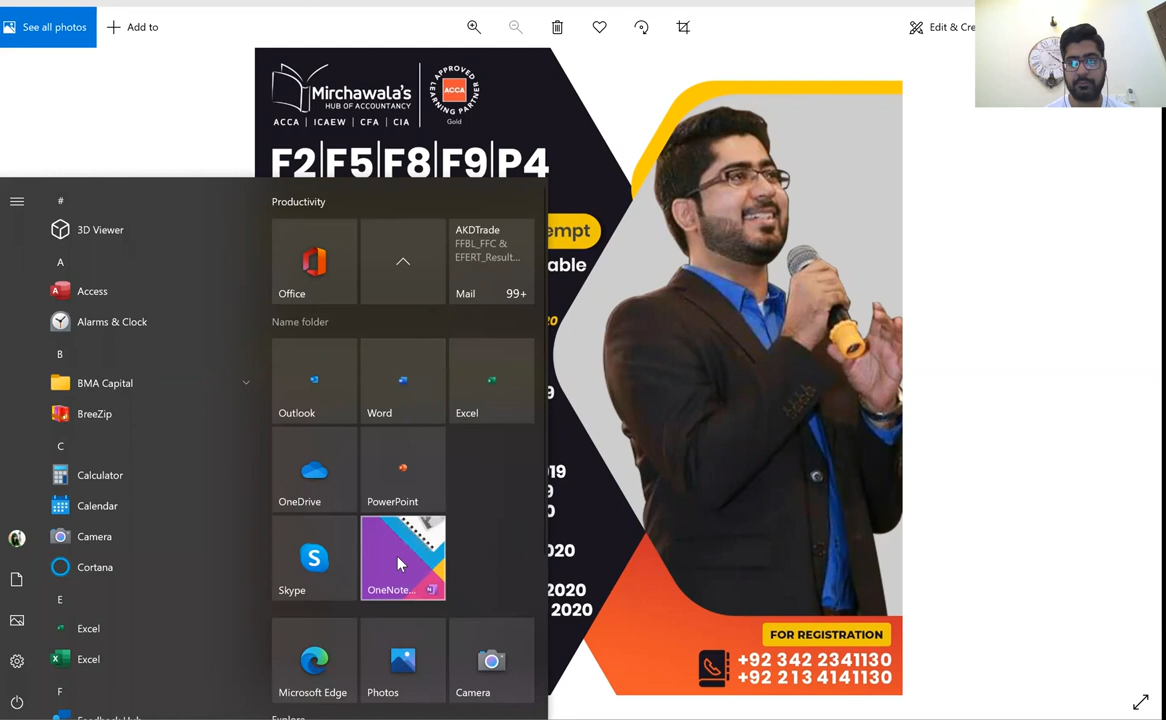 See all photos
Add to
Edit & Cre
Mirchawala's
HUB OF ACCOUNTANCY
ACCA | ICAEW | CFA | CIA
APPROVED
LEARNING PARTNER
ACCA
Gold
F2|F5|F8|F9|P4
empt
able
20
9
19
9
0
020
2020
2020
FOR REGISTRATION
+92 342 2341130
+92 213 4141130
#
3D Viewer
A
Access
Alarms & Clock
B
BMA Capital
BreeZip
C
Calculator
Calendar
Camera
Cortana
E
Excel
Excel
F
Feedback Hub
Productivity
Office
AKDTrade
FFBL_FFC &
EFERT_Result...
Mail 99+
Name folder
Outlook
Word
Excel
OneDrive
PowerPoint
Skype
OneNote...
Microsoft Edge
Photos
Camera
Explore